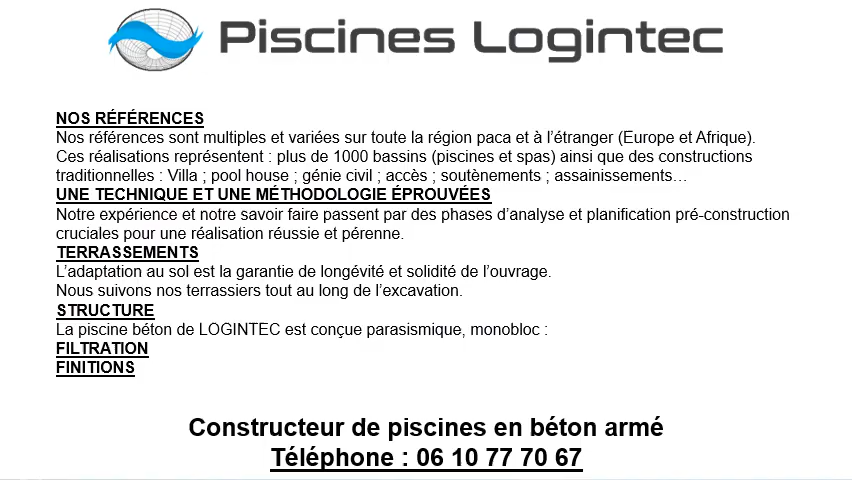 Piscines Logintec
NOS RÉFÉRENCES
Nos références sont multiples et variées sur toute la région paca et à l’étranger (Europe et Afrique).
Ces réalisations représentent : plus de 1000 bassins (piscines et spas) ainsi que des constructions
traditionnelles : Villa ; pool house ; génie civil ; accès ; soutènements ; assainissements…
UNE TECHNIQUE ET UNE MÉTHODOLOGIE ÉPROUVÉES
Notre expérience et notre savoir faire passent par des phases d’analyse et planification pré-construction
cruciales pour une réalisation réussie et pérenne.
TERRASSEMENTS
L’adaptation au sol est la garantie de longévité et solidité de l’ouvrage.
Nous suivons nos terrassiers tout au long de l’excavation.
STRUCTURE
La piscine béton de LOGINTEC est conçue parasismique, monobloc :
FILTRATION
FINITIONS
Constructeur de piscines en béton armé
Téléphone : 06 10 77 70 67